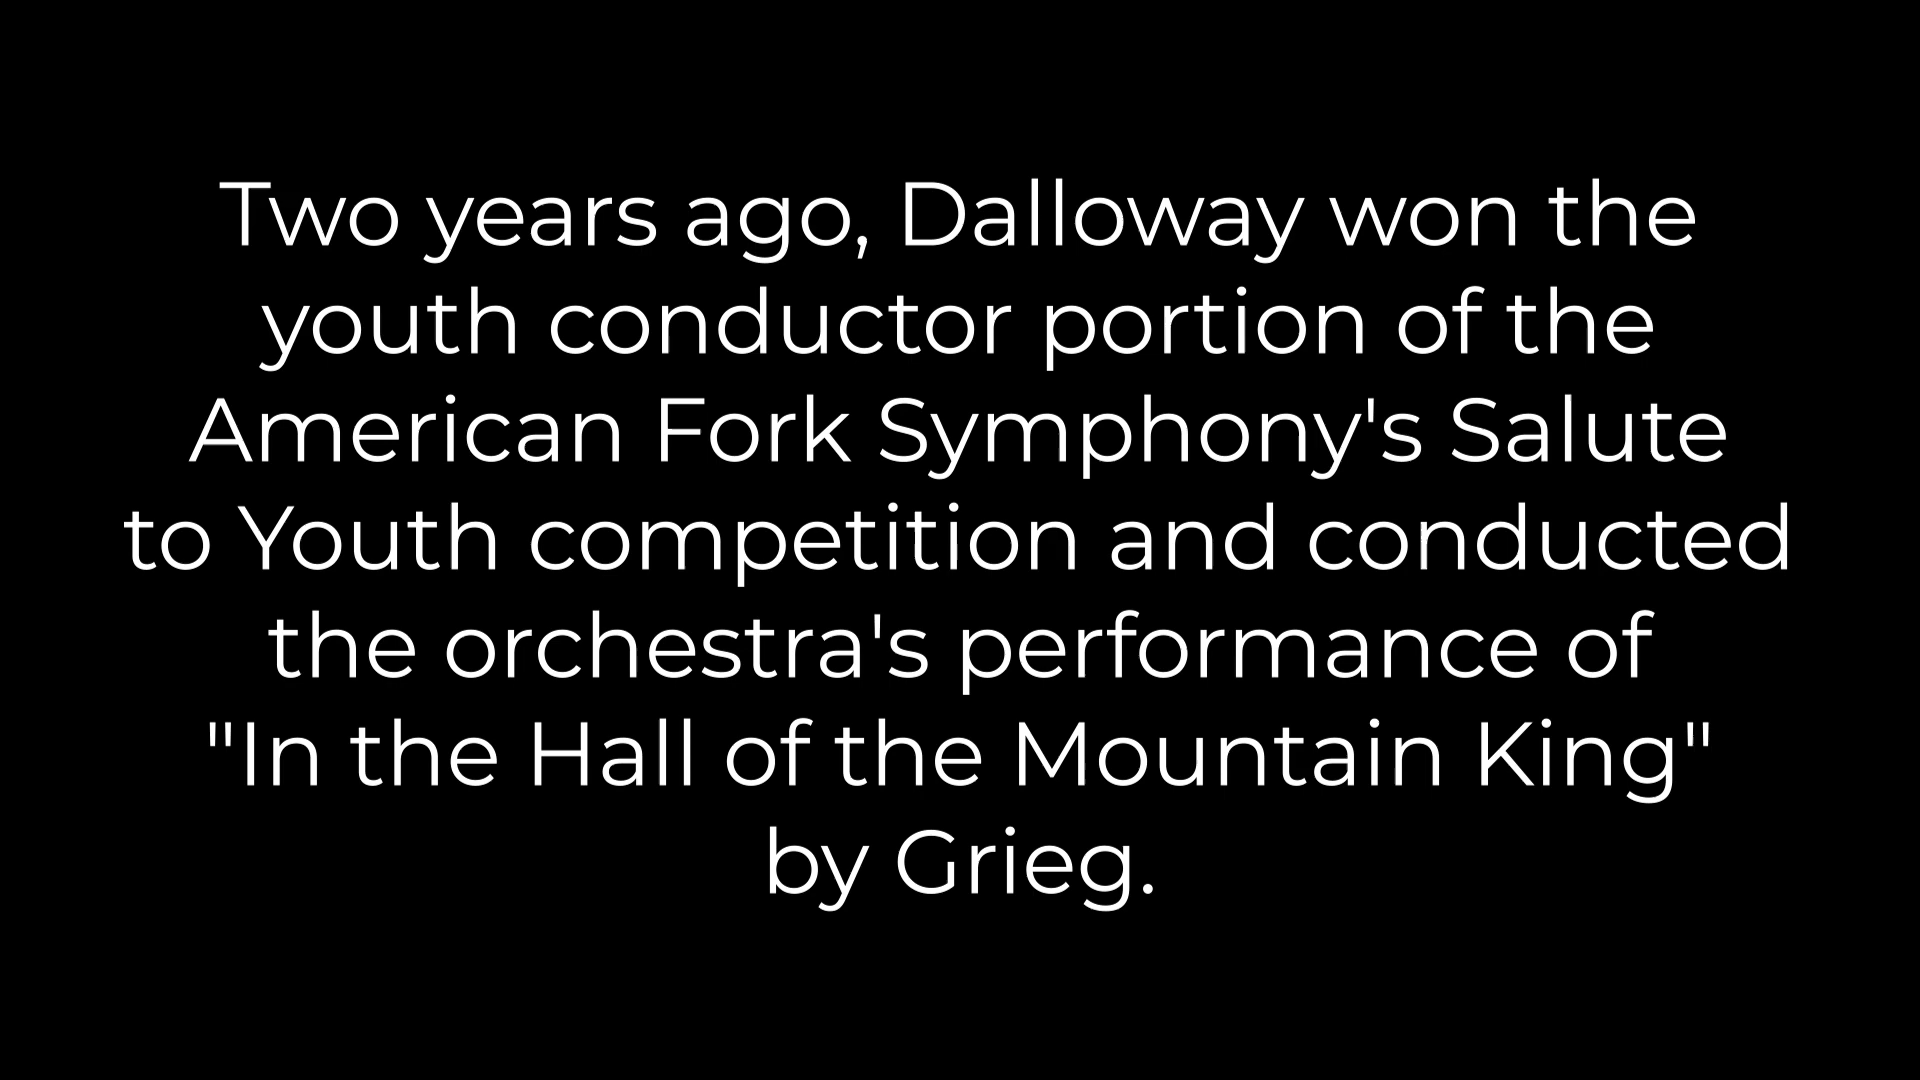 Two years ago, Dalloway won the
youth conductor portion of the
American Fork Symphony's Salute
to Youth competition and conducted
the orchestra's performance of
"In the Hall of the Mountain King"
by Grieg.